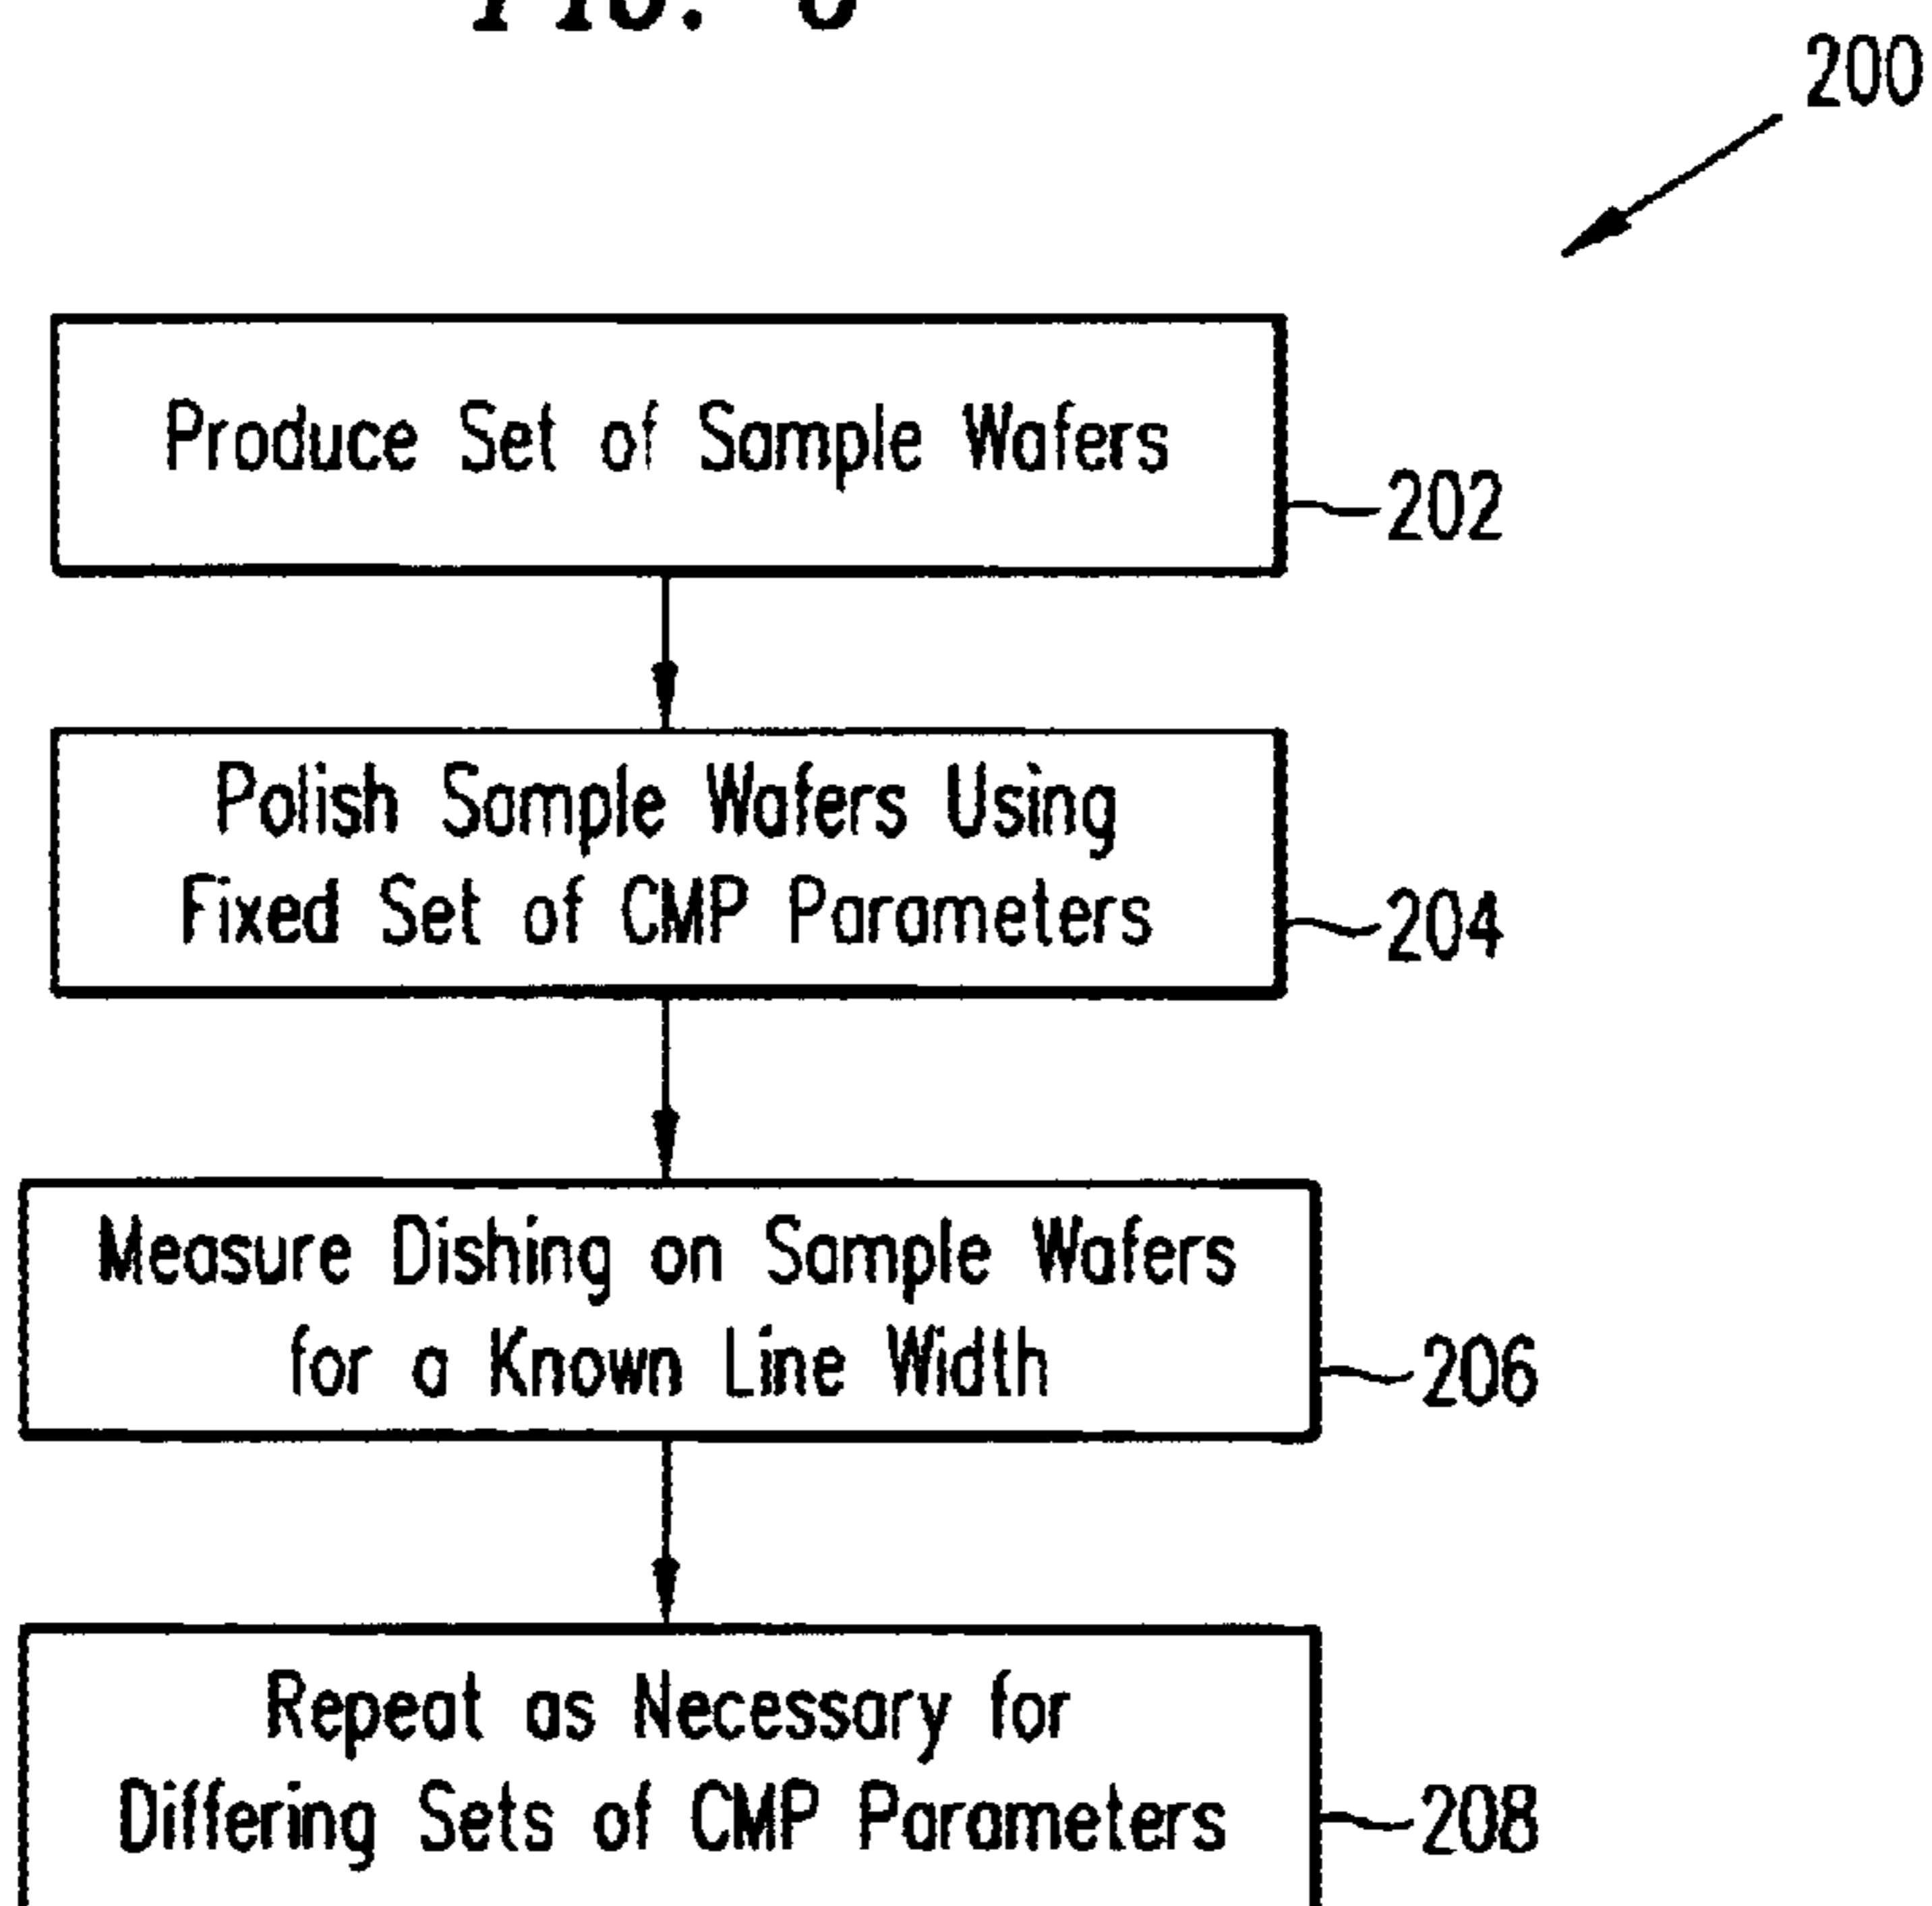 FIG.
200
Produce Set of Sample Wafers
202
Polish Sample Wafers Using
Fixed Set of CMP Parameters
204
Measure Dishing on Sample Wafers
for a Known Line Width
206
Repeat as Necessary for
Differing Sets of CMP Parameters
208